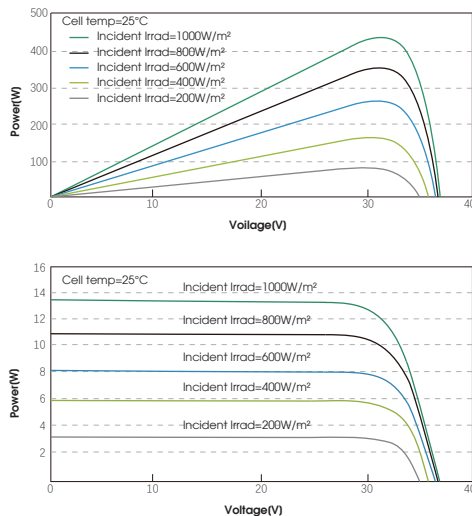 500
Cell temp=25°C
Incident Irrad=1000W/m²
400
Incident Irrad=800W/m²
Incident Irrad=600W/m²
300
Incident Irrad=400W/m²
Incident Irrad=200W/m²
200
100
Power(W)
0
10
20
30
40
Voilage(V)
16
Cell temp=25°C
Incident Irrad=1000W/m²
14
12
Incident Irrad=800W/m²
10
Incident Irrad=600W/m²
8
Incident Irrad=400W/m²
6
4
Incident Irrad=200W/m²
2
Power(W)
0
10
20
30
40
Voltage(V)